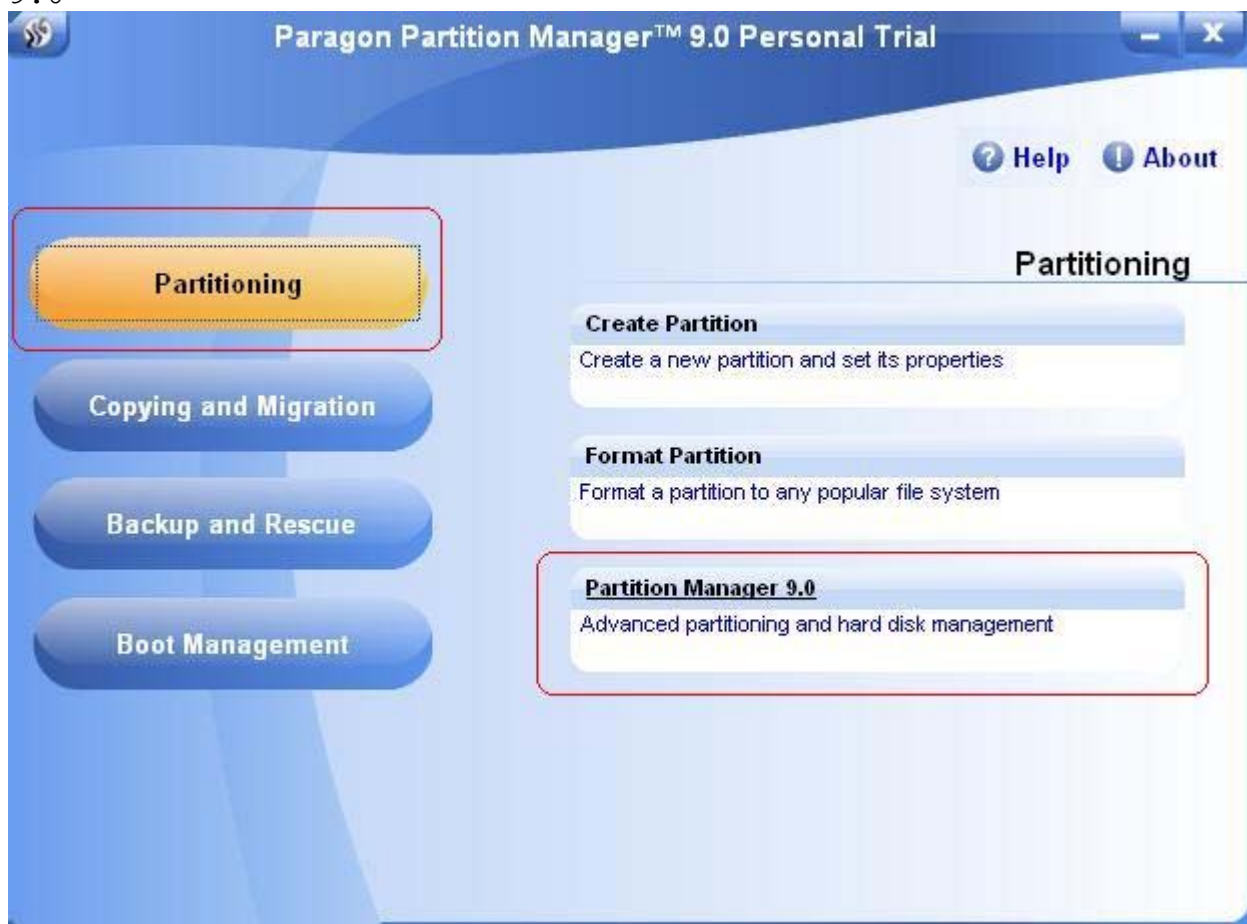 9.0
Paragon Partition Manager™ 9.0 Personal Trial
Help About
Partitioning
Copying and Migration
Backup and Rescue
Boot Management
Partitioning
Create Partition
Create a new partition and set its properties
Format Partition
Format a partition to any popular file system
Partition Manager 9.0
Advanced partitioning and hard disk management